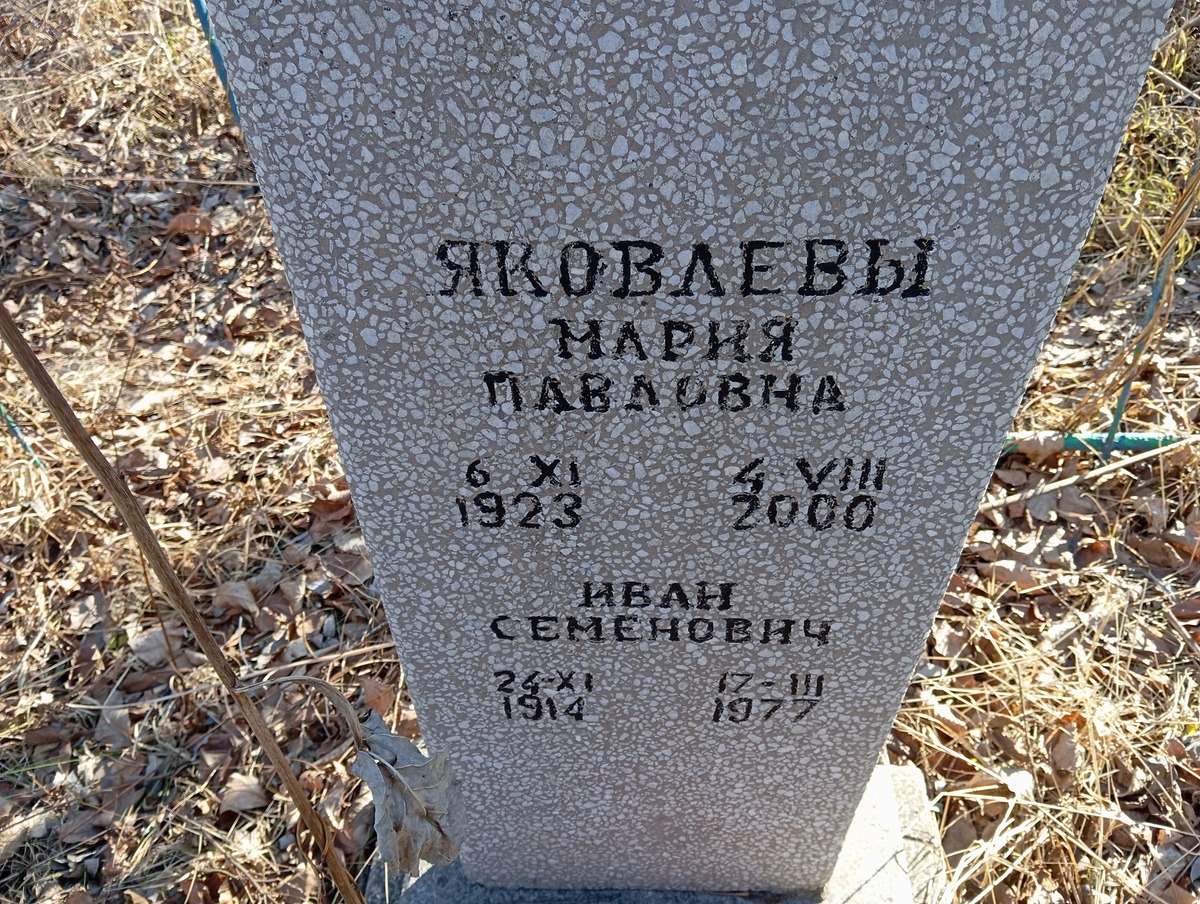 ЯКОВЛЕВЫ
МАРИЯ
ПАВЛОВНА
6 XI 4 VIII
1923 2000
ИВАН
СЕМЕНОВИЧ
24-XI 17-III
1914 1977